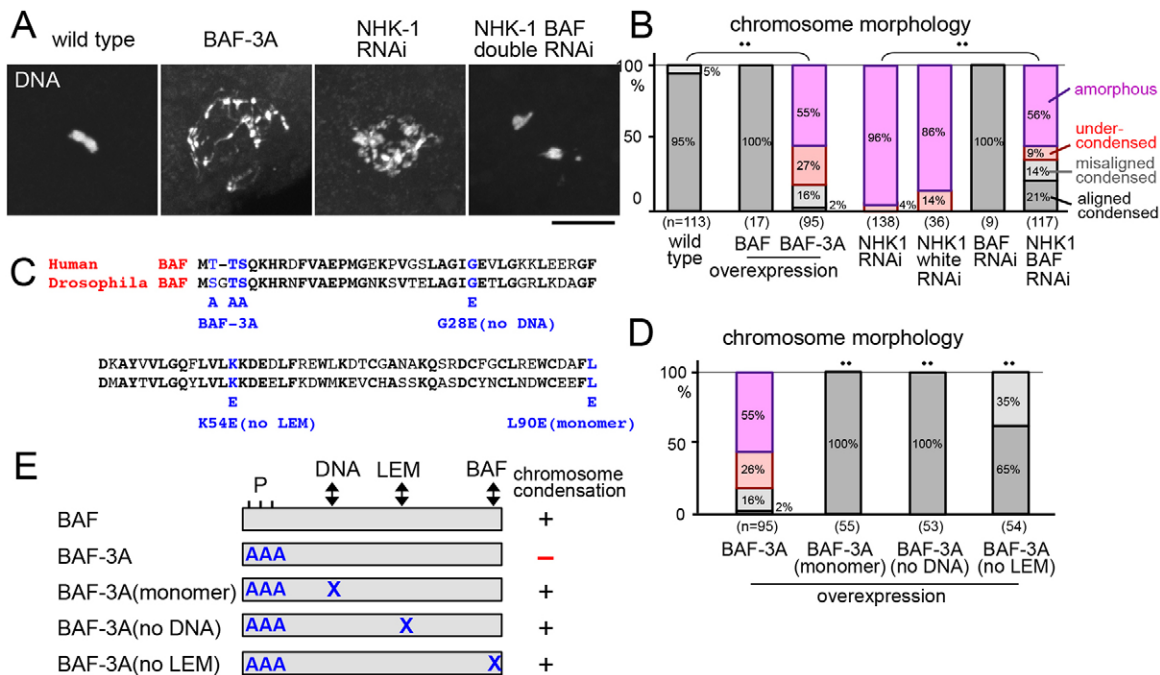 A
wild type
BAF-3A
NHK-1
RNAi
NHK-1
double BAF
RNAi
DNA
B
chromosome morphology
••
••
100
%
50
0
5%
95%
100%
55%
27%
16%
2%
96%
4%
86%
14%
100%
56%
9%
14%
21%
amorphous
under-
condensed
misaligned
condensed
aligned
condensed
(n=113)
(17)
(95)
(138)
(36)
(9)
(117)
wild
type
BAF
BAF-3A
overexpression
NHK1
RNAi
NHK1
white
RNAi
BAF
RNAi
NHK1
BAF
RNAi
C
Human BAF MT-TSQKHRDFVAEPMGEKPVGSLAGIGEVLGKKLEERGF
Drosophila BAF MSGTSQKHRNFVAEPMGNKSVTELAGIGETLGGRLKDAGF
A AA E
BAF-3A G28E(no DNA)
DKAYVVLGQFLVLKKDEDLFREWLKDTCGANAKQSRDCFGCLREWCDAFL
DMAYTVLGQYLVLKKDEELFKDWMKEVCHASSKQASDCYNCLNDWCEEFL
E E
K54E(no LEM) L90E(monomer)
D
chromosome morphology
•• •• ••
100
%
50
0
55%
26%
16%
2%
100%
100%
35%
65%
(n=95)
(55)
(53)
(54)
BAF-3A
BAF-3A
(monomer)
BAF-3A
(no DNA)
BAF-3A
(no LEM)
overexpression
E
P
DNA
LEM
BAF
chromosome
condensation
BAF +
BAF-3A AAA −
BAF-3A(monomer) AAA X +
BAF-3A(no DNA) AAA X +
BAF-3A(no LEM) AAA X +